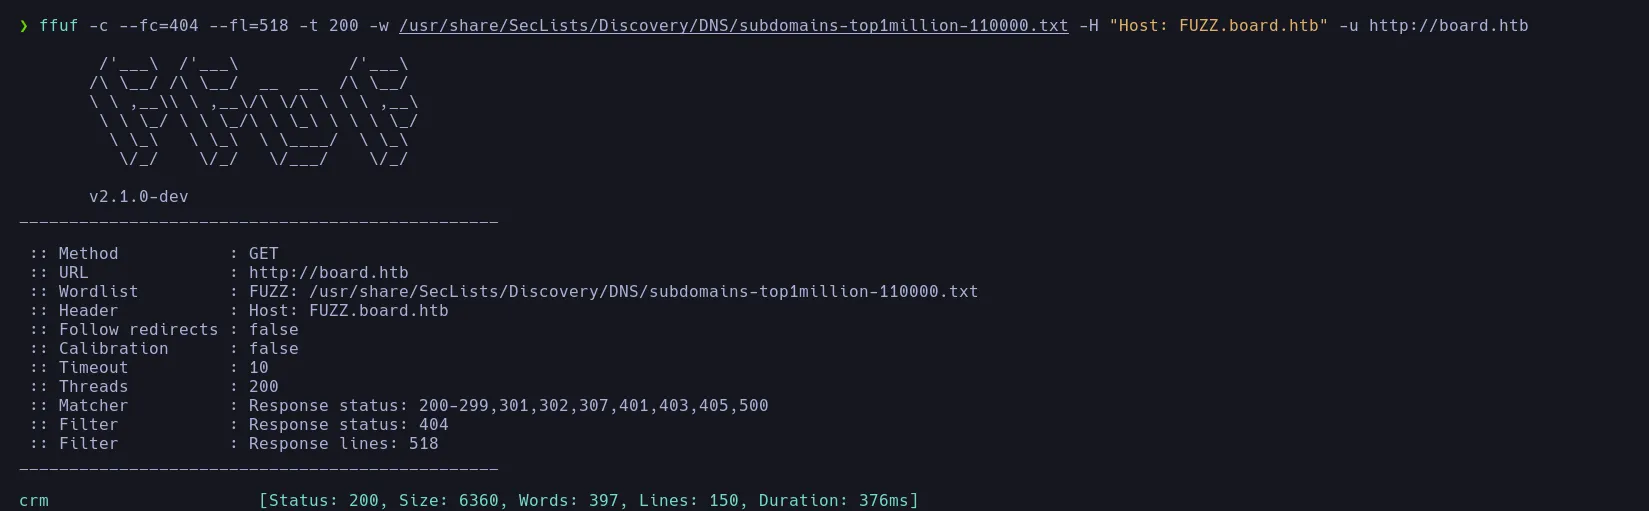 ❯ ffuf -c --fc=404 --fl=518 -t 200 -w /usr/share/SecLists/Discovery/DNS/subdomains-top1million-110000.txt -H "Host: FUZZ.board.htb" -u http://board.htb

        /'___\  /'___\           /'___\
       /\ \__/ /\ \__/  __  __  /\ \__/
       \ \ ,__\\ \ ,__\/\ \/\ \ \ \ ,__\
        \ \ \_/ \ \ \_/\ \ \_\ \ \ \ \_/
         \ \_\   \ \_\  \ \____/  \ \_\
          \/_/    \/_/   \/___/    \/_/

       v2.1.0-dev
________________________________________________

 :: Method           : GET
 :: URL              : http://board.htb
 :: Wordlist         : FUZZ: /usr/share/SecLists/Discovery/DNS/subdomains-top1million-110000.txt
 :: Header           : Host: FUZZ.board.htb
 :: Follow redirects : false
 :: Calibration      : false
 :: Timeout          : 10
 :: Threads          : 200
 :: Matcher          : Response status: 200-299,301,302,307,401,403,405,500
 :: Filter           : Response status: 404
 :: Filter           : Response lines: 518
________________________________________________

crm                     [Status: 200, Size: 6360, Words: 397, Lines: 150, Duration: 376ms]